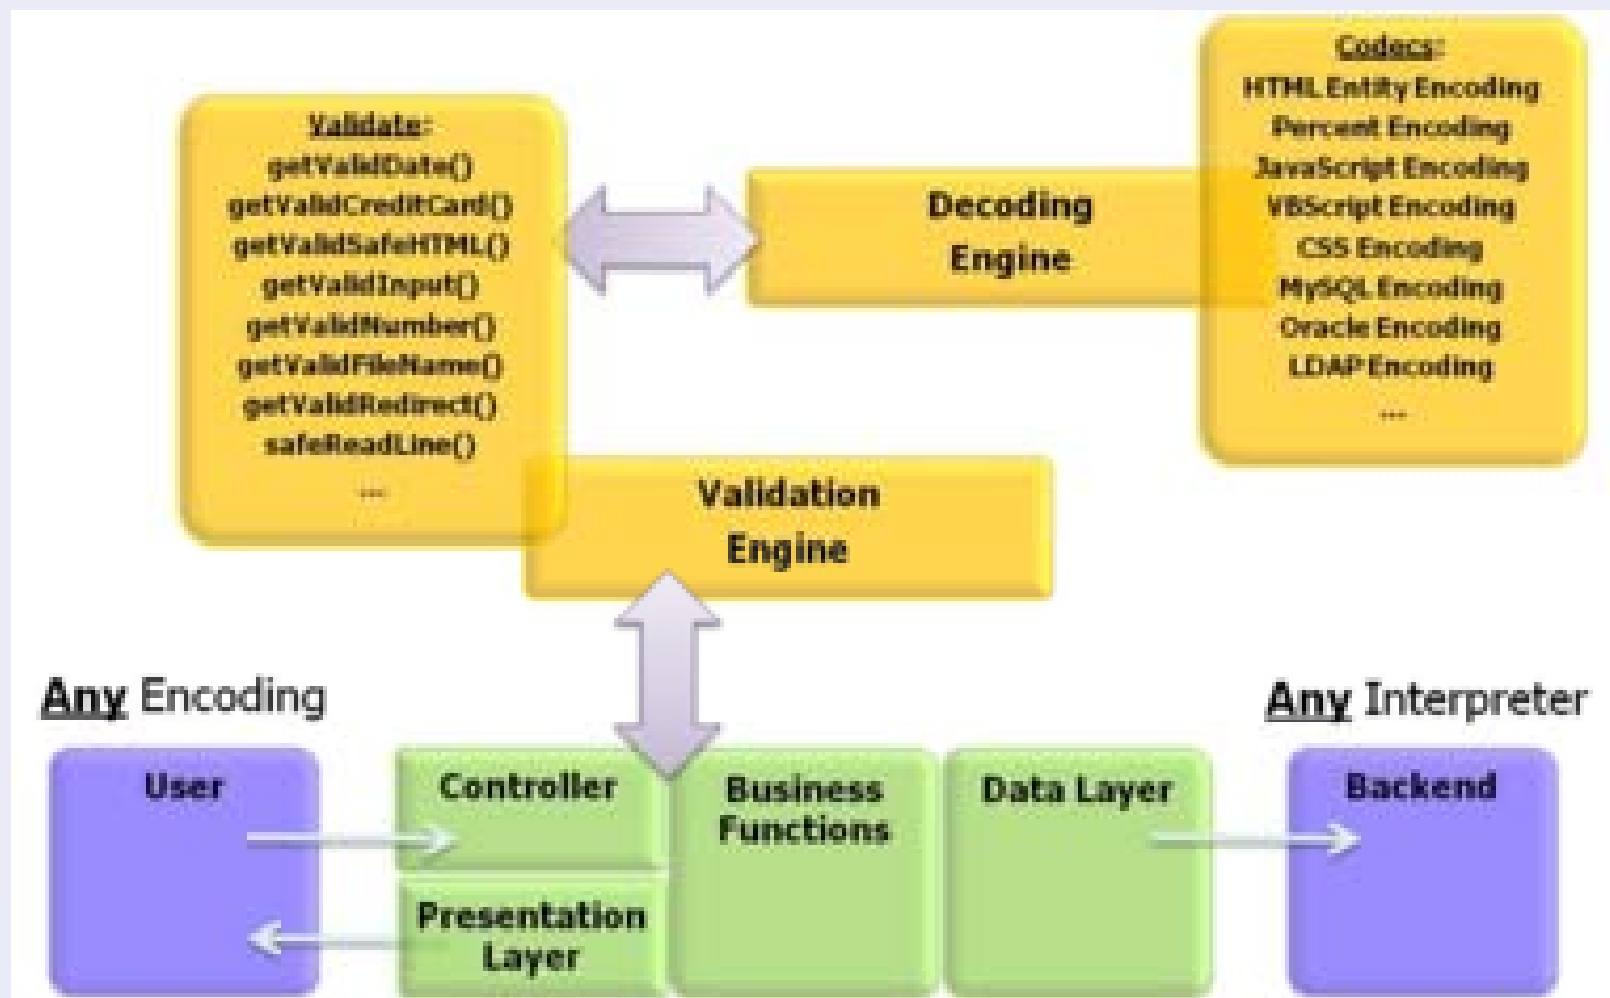 Validate:
getValidDate()
getValidCreditCard()
getValidSafeHTML()
getValidInput()
getValidNumber()
getValidFileName()
getValidRedirect()
safeReadLine()
...
Decoding
Engine
Codecs:
HTML Entity Encoding
Percent Encoding
JavaScript Encoding
VBScript Encoding
CSS Encoding
MySQL Encoding
Oracle Encoding
LDAP Encoding
...
Validation
Engine
Any Encoding
Any Interpreter
User
Controller
Presentation
Layer
Business
Functions
Data Layer
Backend